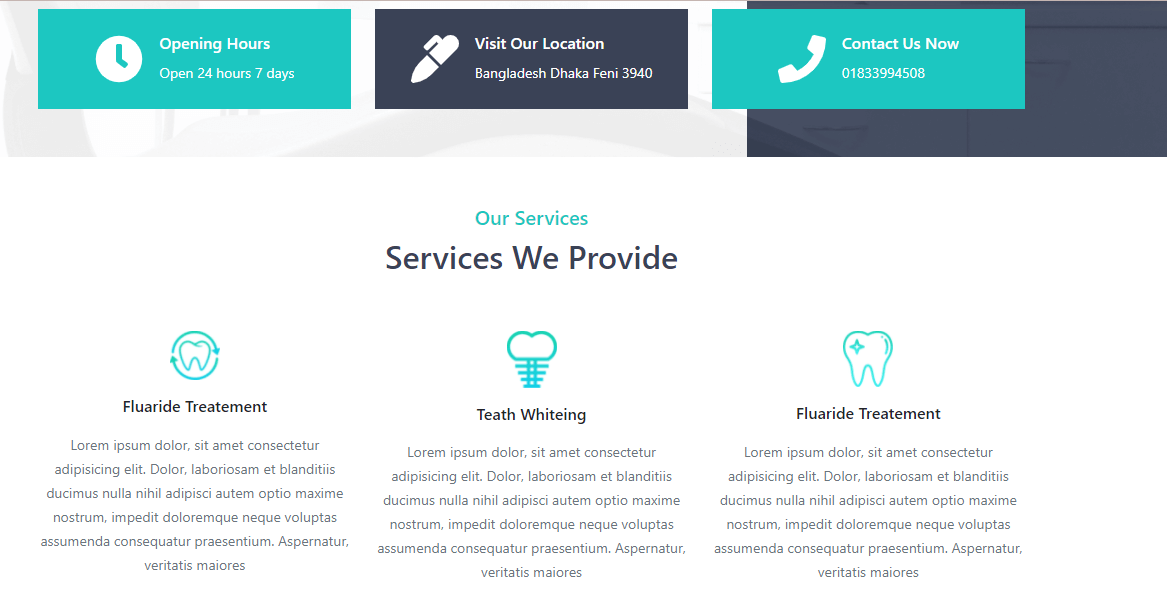 Opening Hours
Open 24 hours 7 days
Visit Our Location
Bangladesh Dhaka Feni 3940
Contact Us Now
01833994508
Our Services
Services We Provide
Fluaride Treatement
Lorem ipsum dolor, sit amet consectetur
adipisicing elit. Dolor, laboriosam et blanditiis
ducimus nulla nihil adipisci autem optio maxime
nostrum, impedit doloremque neque voluptas
assumenda consequatur praesentium. Aspernatur,
veritatis maiores
Teath Whiteing
Lorem ipsum dolor, sit amet consectetur
adipisicing elit. Dolor, laboriosam et blanditiis
ducimus nulla nihil adipisci autem optio maxime
nostrum, impedit doloremque neque voluptas
assumenda consequatur praesentium. Aspernatur,
veritatis maiores
Fluaride Treatement
Lorem ipsum dolor, sit amet consectetur
adipisicing elit. Dolor, laboriosam et blanditiis
ducimus nulla nihil adipisci autem optio maxime
nostrum, impedit doloremque neque voluptas
assumenda consequatur praesentium. Aspernatur,
veritatis maiores